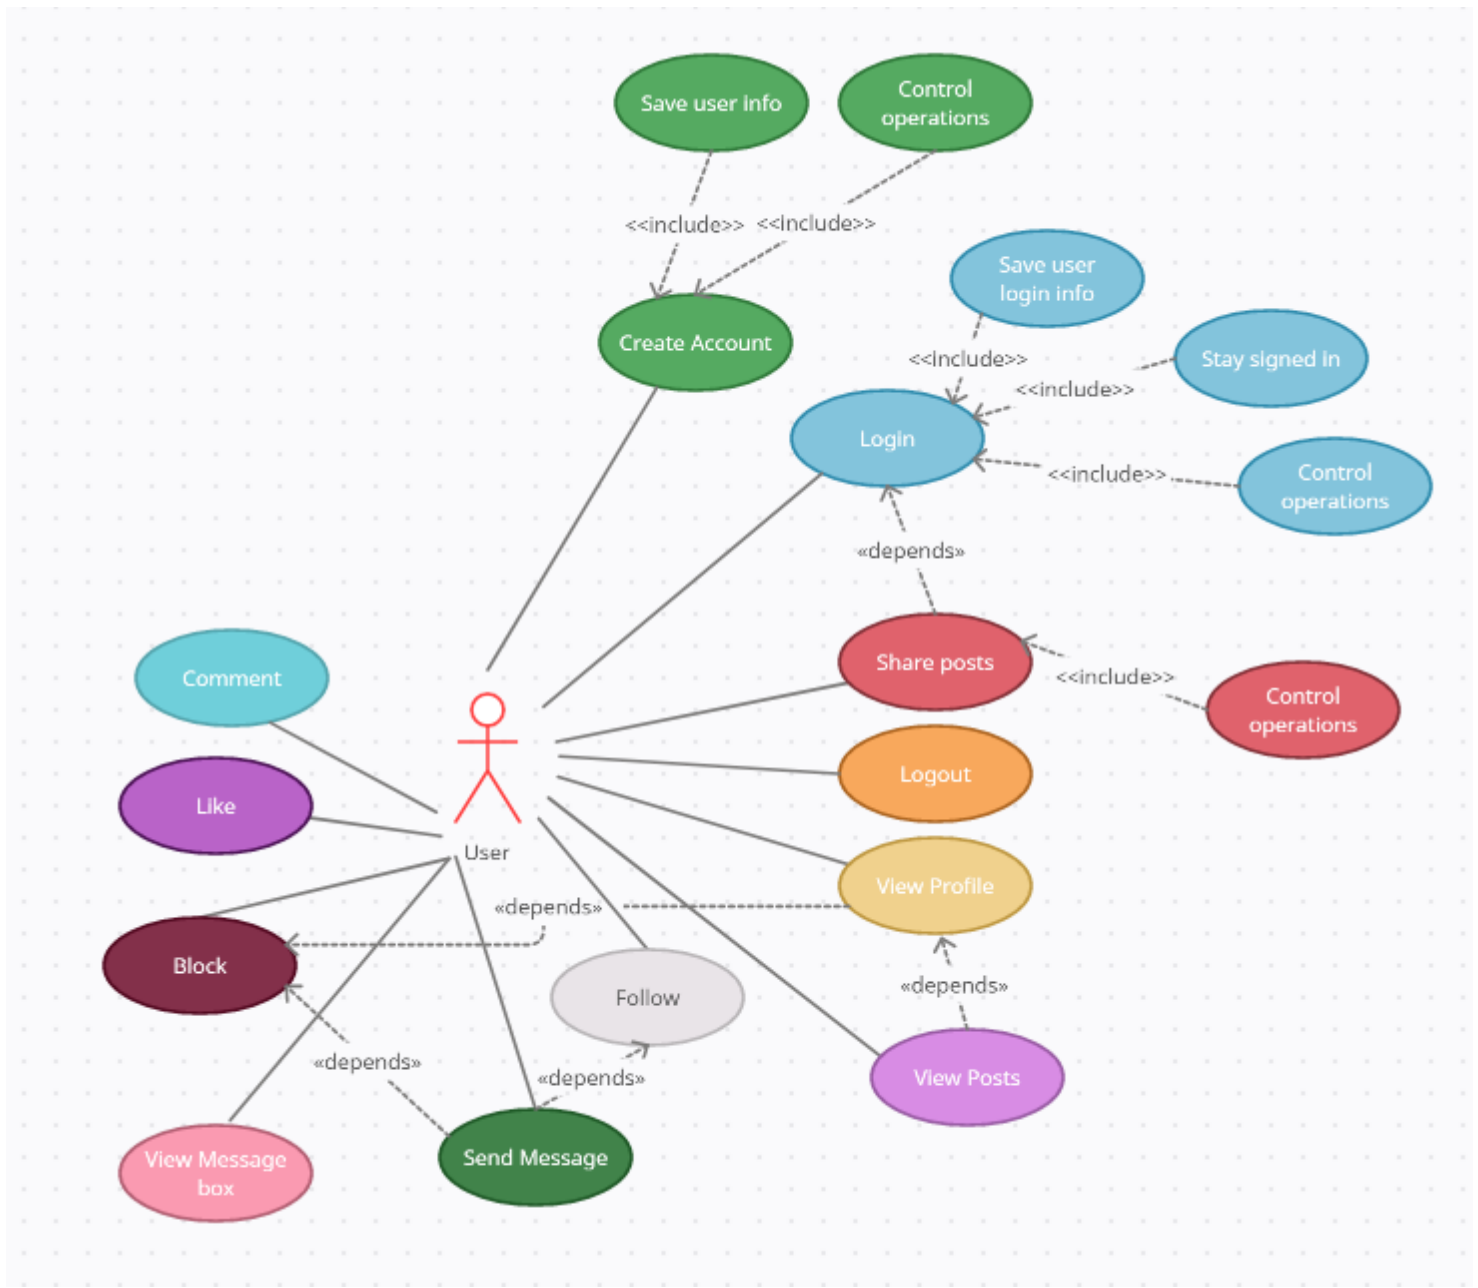 Save user info
Control
operations
<<include>>
<<include>>
Create Account
Save user
login info
<<include>>
Stay signed in
<<include>>
Login
<<include>>
Control
operations
«depends»
Share posts
<<include>>
Control
operations
Comment
Like
User
Logout
View Profile
«depends»
Block
Follow
«depends»
«depends»
«depends»
View Posts
View Message
box
Send Message